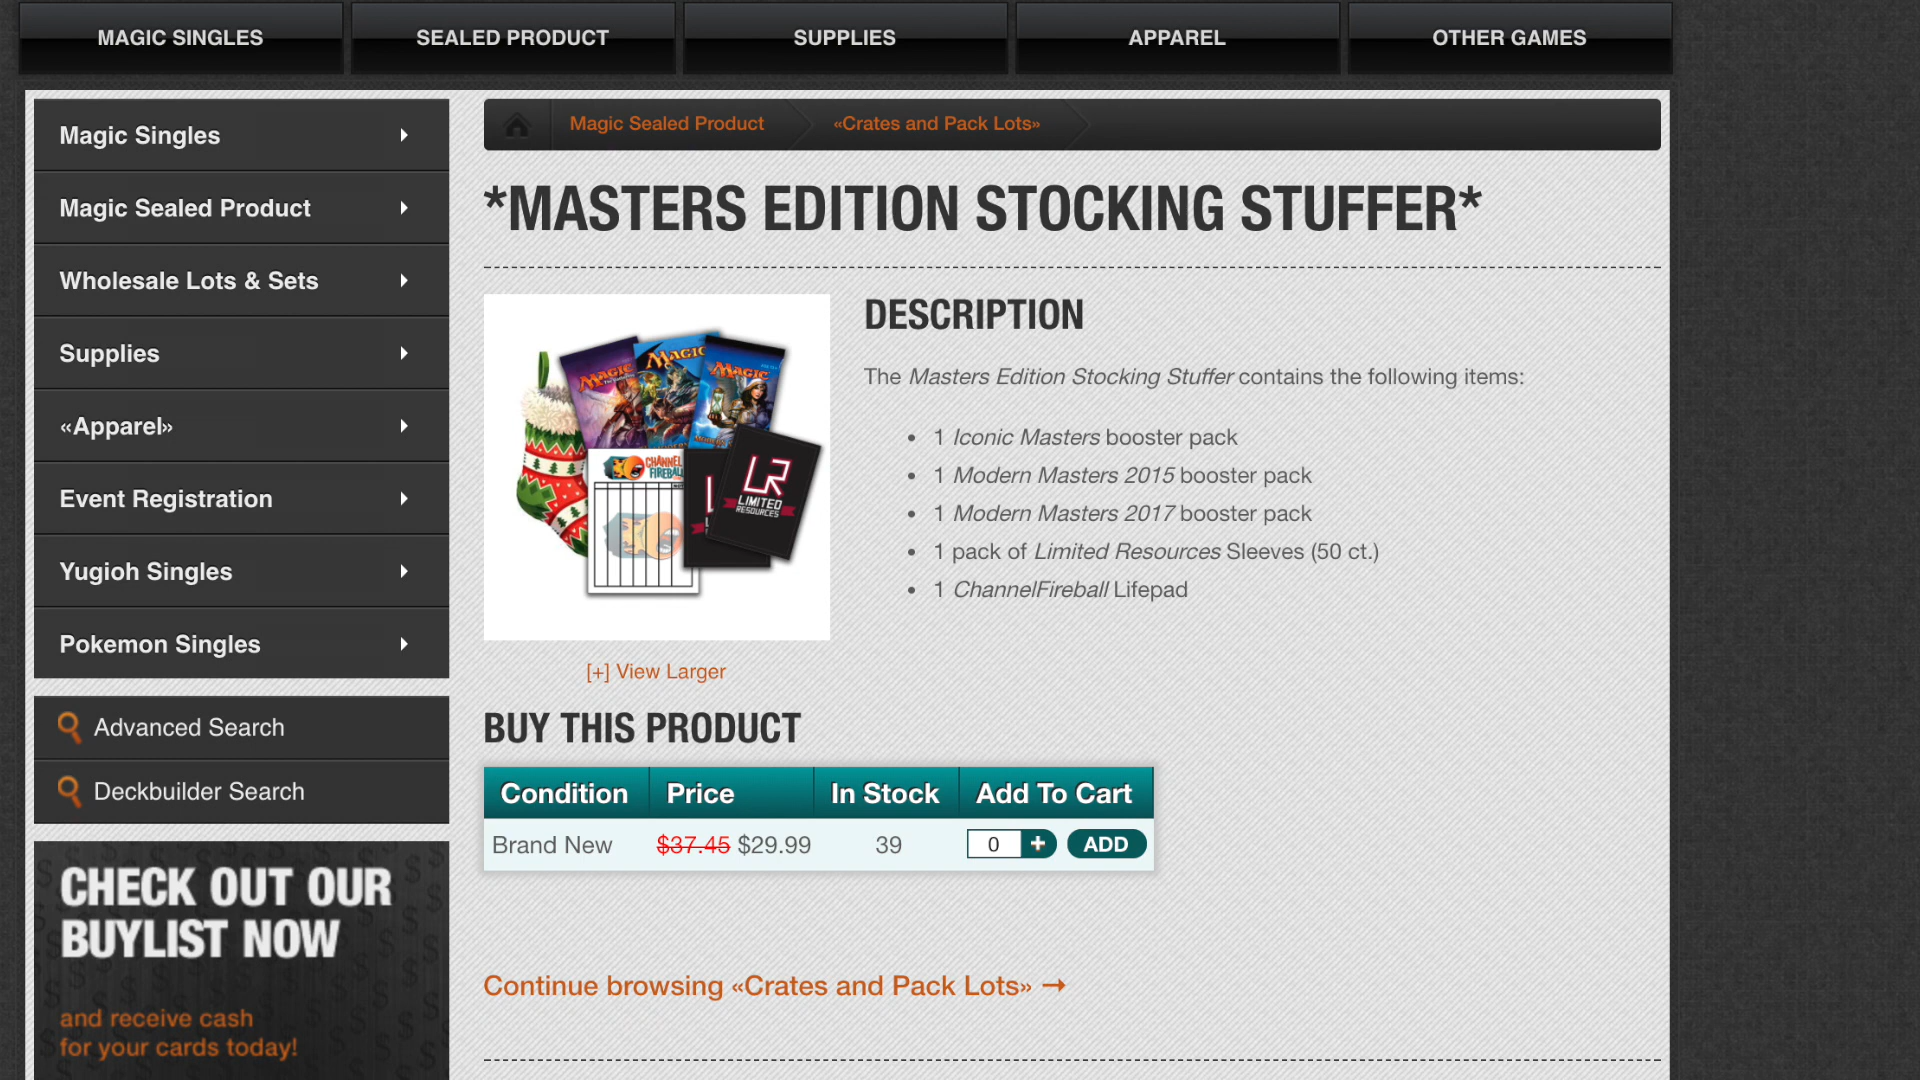 MAGIC SINGLES
SEALED PRODUCT
SUPPLIES
APPAREL
OTHER GAMES
Magic Singles
Magic Sealed Product
Wholesale Lots & Sets
Supplies
«Apparel»
Event Registration
Yugioh Singles
Pokemon Singles
Advanced Search
Deckbuilder Search
CHECK OUT OUR
BUYLIST NOW
and receive cash
for your cards today!
Magic Sealed Product
«Crates and Pack Lots»
*MASTERS EDITION STOCKING STUFFER*
MAGIC
MAGIC
MAGIC
CHANNEL
FIREBALL
LR
LIMITED
RESOURCES
[+] View Larger
DESCRIPTION
The Masters Edition Stocking Stuffer contains the following items:
• 1 Iconic Masters booster pack
• 1 Modern Masters 2015 booster pack
• 1 Modern Masters 2017 booster pack
• 1 pack of Limited Resources Sleeves (50 ct.)
• 1 ChannelFireball Lifepad
BUY THIS PRODUCT
Condition Price In Stock Add To Cart
Brand New $37.45 $29.99 39 0 + ADD
Continue browsing «Crates and Pack Lots» →